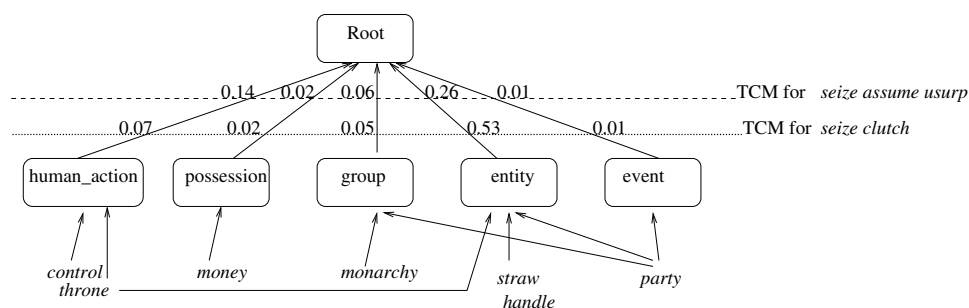 Root
0.14 0.02 0.06 0.26 0.01 TCM for seize assume usurp
0.07 0.02 0.05 0.53 0.01 TCM for seize clutch
human_action possession group entity event
control money monarchy straw party
throne handle